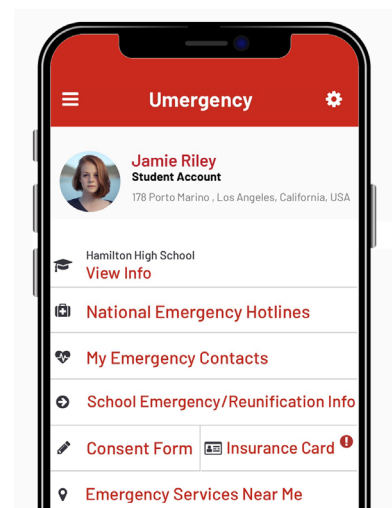 Umergency
Jamie Riley
Student Account
178 Porto Marino , Los Angeles, California, USA
Hamilton High School
View Info
National Emergency Hotlines
My Emergency Contacts
School Emergency/Reunification Info
Consent Form
Insurance Card !
Emergency Services Near Me